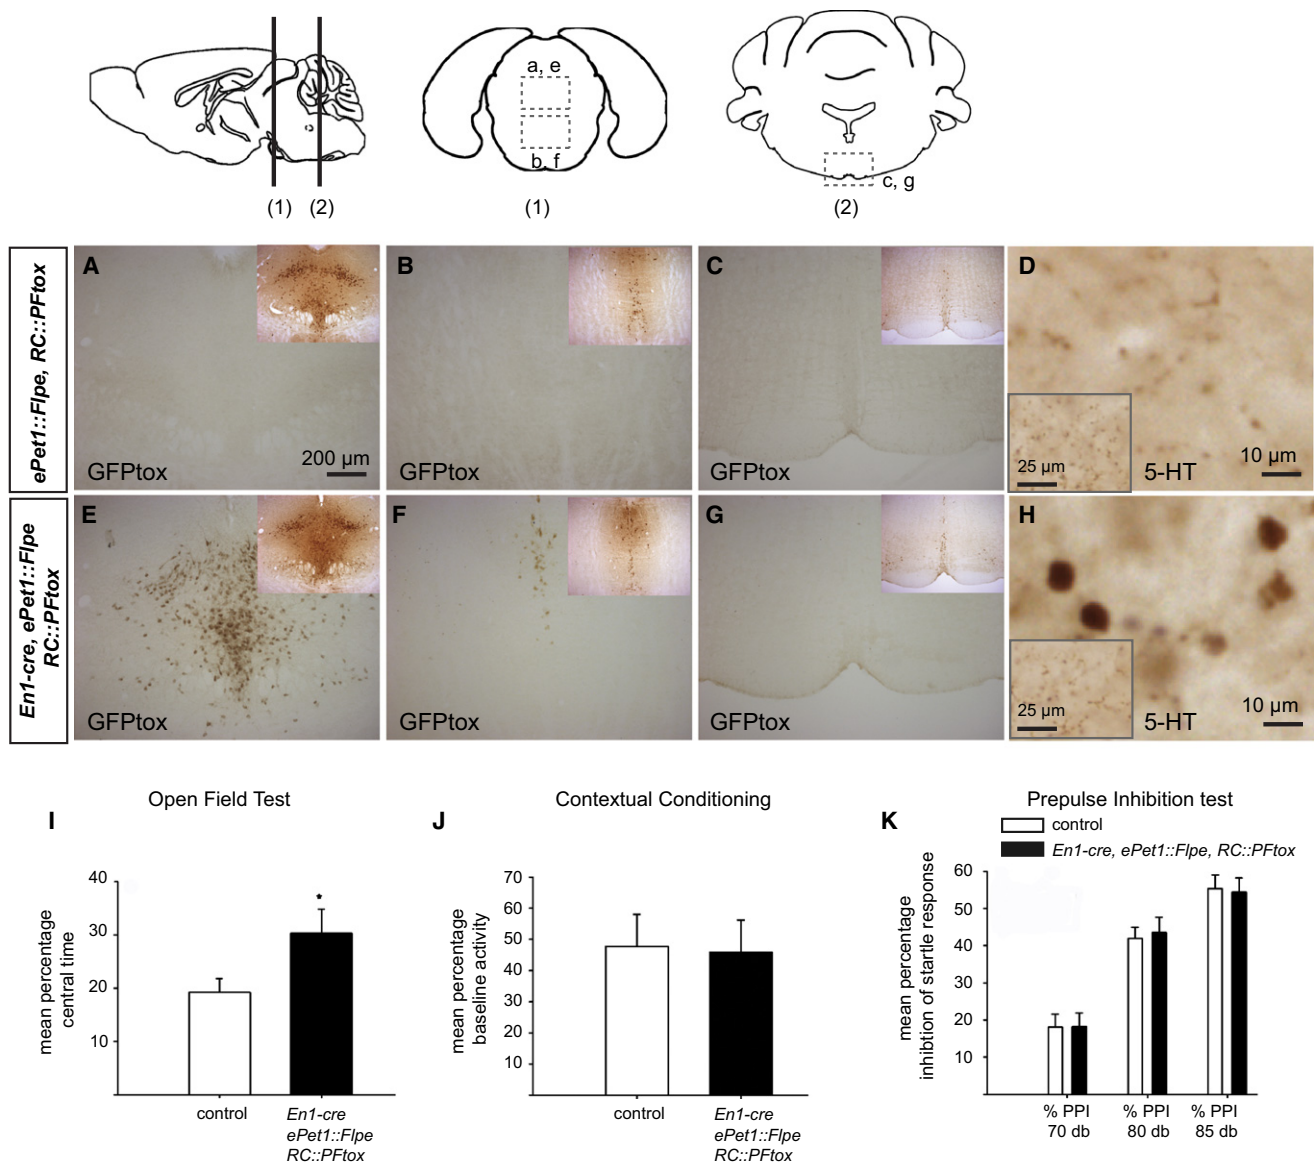 a, e
b, f
c, g
(1)
(2)
(1)
(2)
ePet1::Flpe, RC::PFtox
A
GFPtox
200 µm
B
GFPtox
C
GFPtox
D
25 µm
5-HT
10 µm
En1-cre, ePet1::Flpe
RC::PFtox
E
GFPtox
F
GFPtox
G
GFPtox
H
25 µm
5-HT
10 µm
I
Open Field Test
mean percentage
central time
40
30
20
10
*
control
En1-cre
ePet1::Flpe
RC::PFtox
J
Contextual Conditioning
mean percentage
baseline activity
70
60
50
40
30
20
10
control
En1-cre
ePet1::Flpe
RC::PFtox
K
Prepulse Inhibition test
control
En1-cre, ePet1::Flpe, RC::PFtox
mean percentage
inhibtion of startle response
60
50
40
30
20
10
% PPI
70 db
% PPI
80 db
% PPI
85 db